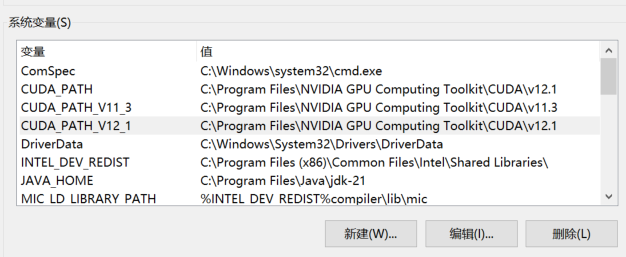 系统变量(S)
变量 值
ComSpec C:\Windows\system32\cmd.exe
CUDA_PATH C:\Program Files\NVIDIA GPU Computing Toolkit\CUDA\v12.1
CUDA_PATH_V11_3 C:\Program Files\NVIDIA GPU Computing Toolkit\CUDA\v11.3
CUDA_PATH_V12_1 C:\Program Files\NVIDIA GPU Computing Toolkit\CUDA\v12.1
DriverData C:\Windows\System32\Drivers\DriverData
INTEL_DEV_REDIST C:\Program Files (x86)\Common Files\Intel\Shared Libraries\
JAVA_HOME C:\Program Files\Java\jdk-21
MIC_LD_LIBRARY_PATH %INTEL_DEV_REDIST%compiler\lib\mic
新建(W)... 编辑(I)... 删除(L)